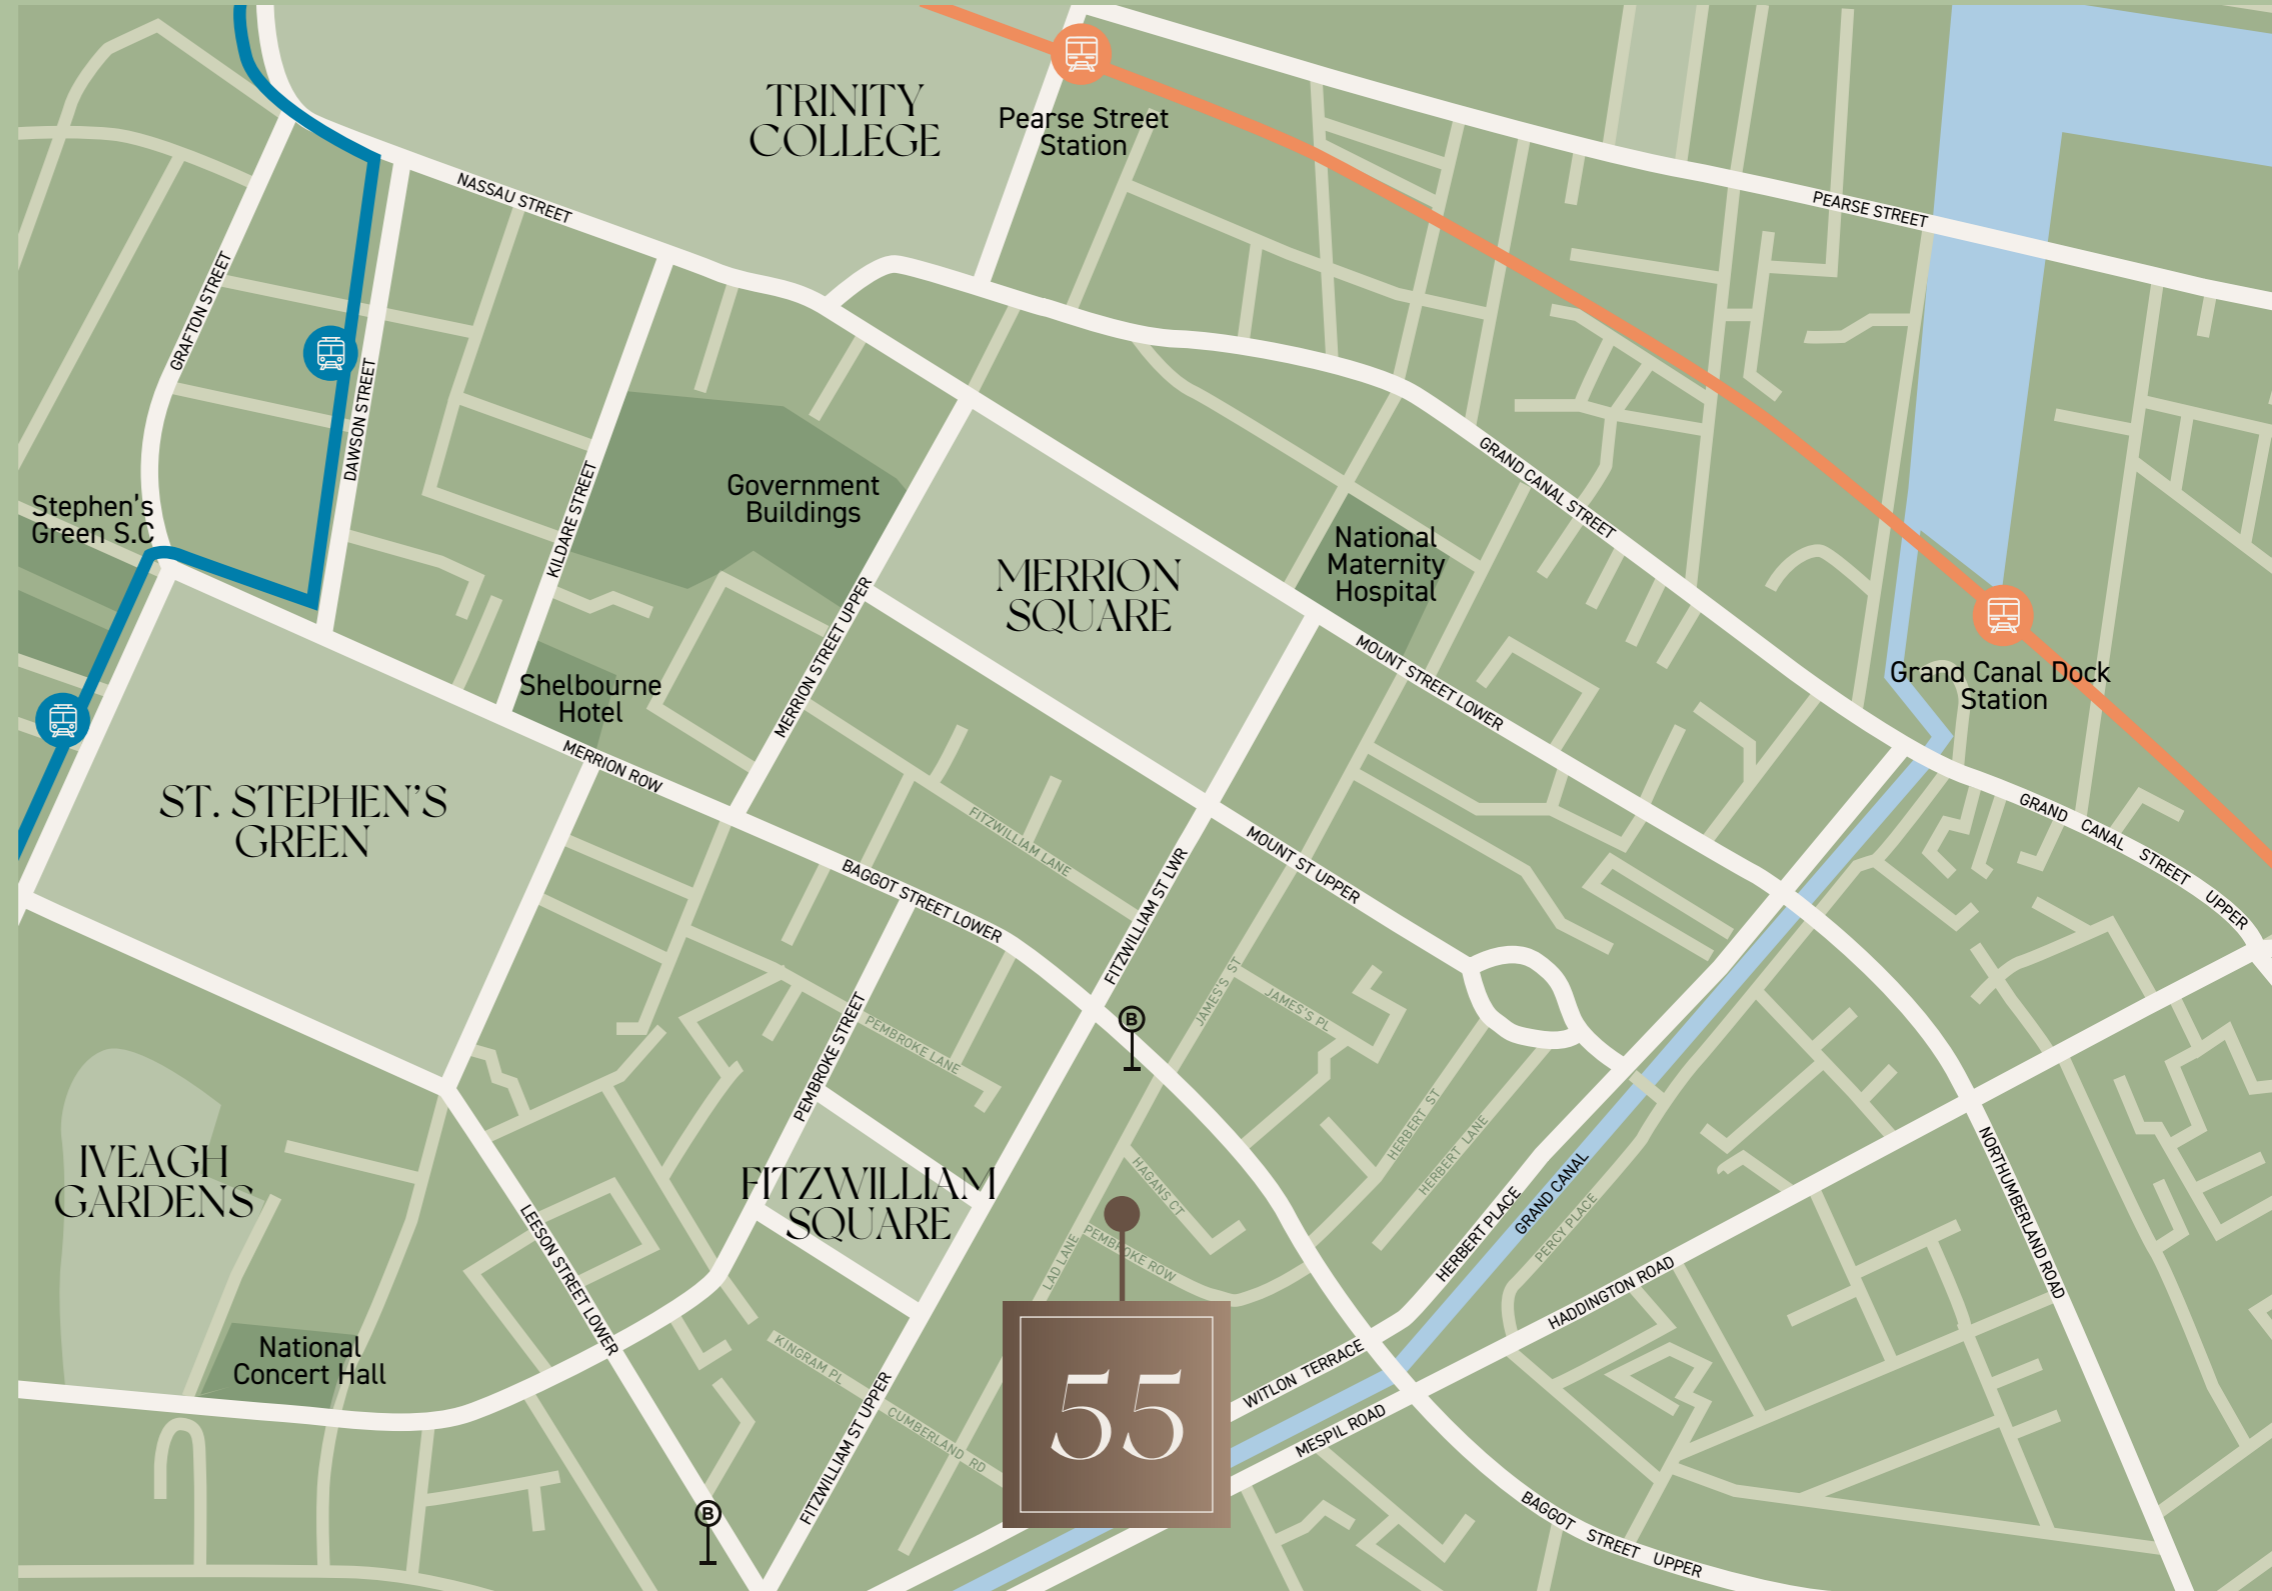 TRINITY
COLLEGE
Pearse Street
Station
PEARSE STREET
NASSAU STREET
GRAFTON STREET
DAWSON STREET
KILDARE STREET
Stephen's
Green S.C
Government
Buildings
MERRION
SQUARE
National
Maternity
Hospital
GRAND CANAL STREET
Grand Canal Dock
Station
MERRION STREET UPPER
Shelbourne
Hotel
MERRION ROW
MOUNT STREET LOWER
ST. STEPHEN'S
GREEN
FITZWILLIAM LANE
BAGGOT STREET LOWER
MOUNT ST UPPER
FITZWILLIAM ST LWR
GRAND CANAL STREET UPPER
JAMES'S ST
JAMES'S PL
PEMBROKE STREET
PEMBROKE LANE
B
HERBERT ST
HERBERT LANE
IVEAGH
GARDENS
FITZWILLIAM
SQUARE
HAGANS CT
LAD LANE
PEMBROKE ROW
HERBERT PLACE
GRAND CANAL
PERCY PLACE
NORTHUMBERLAND ROAD
LEESON STREET LOWER
HADDINGTON ROAD
National
Concert Hall
KINGRAM PL
CUMBERLAND RD
FITZWILLIAM ST UPPER
55
WITLON TERRACE
MESPIL ROAD
B
BAGGOT STREET UPPER